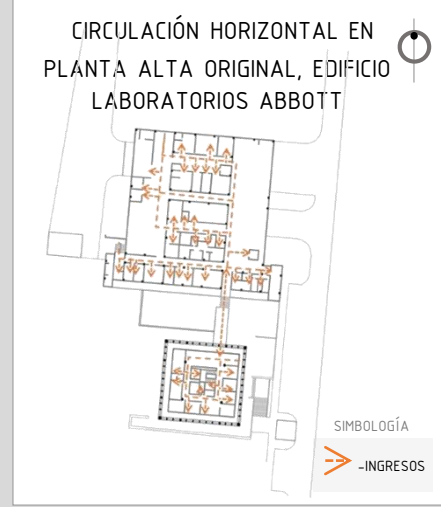 CIRCULACIÓN HORIZONTAL EN
PLANTA ALTA ORIGINAL, EDIFICIO
LABORATORIOS ABBOTT
SIMBOLOGÍA
-INGRESOS